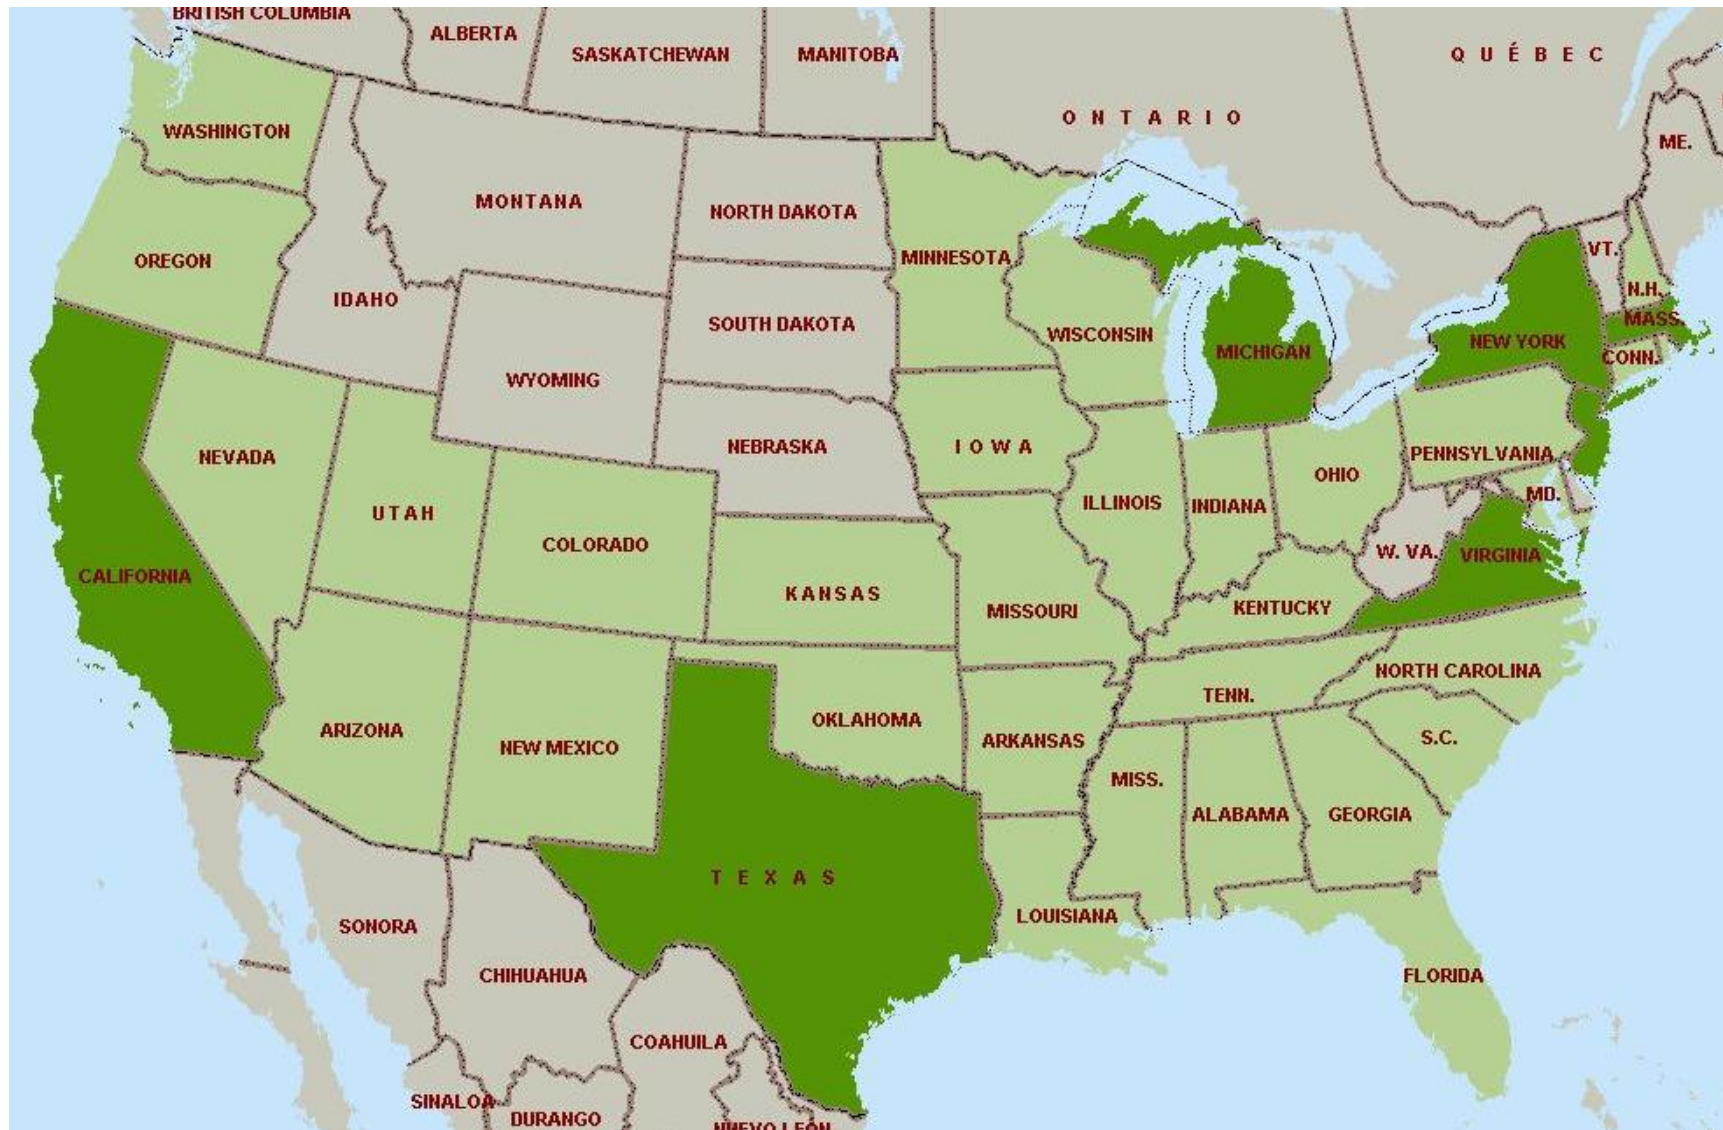 BRITISH COLUMBIA
ALBERTA
SASKATCHEWAN
MANITOBA
QUÉBEC
ONTARIO
WASHINGTON
ME.
MONTANA
NORTH DAKOTA
OREGON
MINNESOTA
VT.
IDAHO
N.H.
SOUTH DAKOTA
MASS.
WISCONSIN
NEW YORK
MICHIGAN
CONN.
WYOMING
NEBRASKA
IOWA
PENNSYLVANIA
NEVADA
OHIO
MD.
UTAH
ILLINOIS
INDIANA
COLORADO
W. VA.
VIRGINIA
CALIFORNIA
KANSAS
MISSOURI
KENTUCKY
NORTH CAROLINA
TENN.
OKLAHOMA
ARIZONA
NEW MEXICO
ARKANSAS
S.C.
MISS.
ALABAMA
GEORGIA
TEXAS
LOUISIANA
SONORA
CHIHUAHUA
FLORIDA
COAHUILA
SINALOA
DURANGO
NUEVO LEÓN